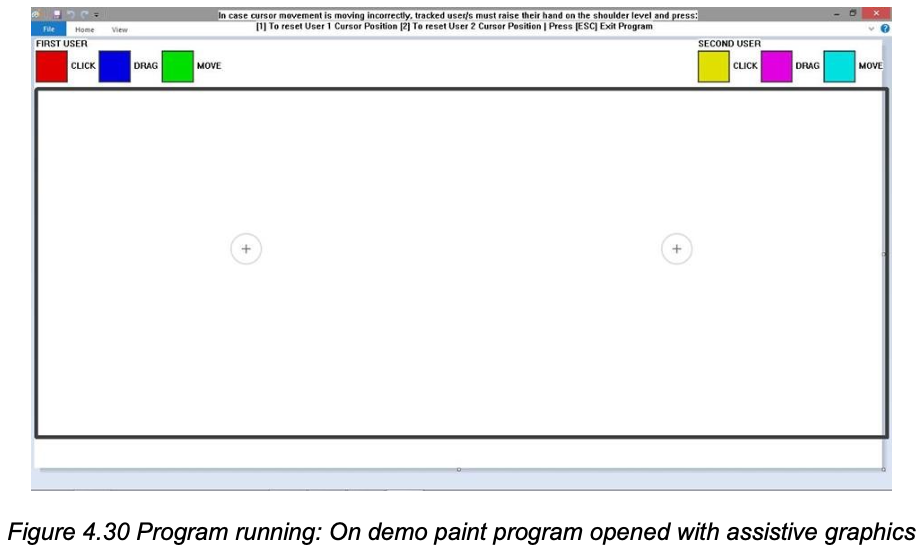 In case cursor movement is moving incorrectly, tracked user/s must raise their hand on the shoulder level and press:
[1] To reset User 1 Cursor Position [2] To reset User 2 Cursor Position | Press [ESC] Exit Program
File Home View
FIRST USER
CLICK DRAG MOVE
SECOND USER
CLICK DRAG MOVE
Figure 4.30 Program running: On demo paint program opened with assistive graphics